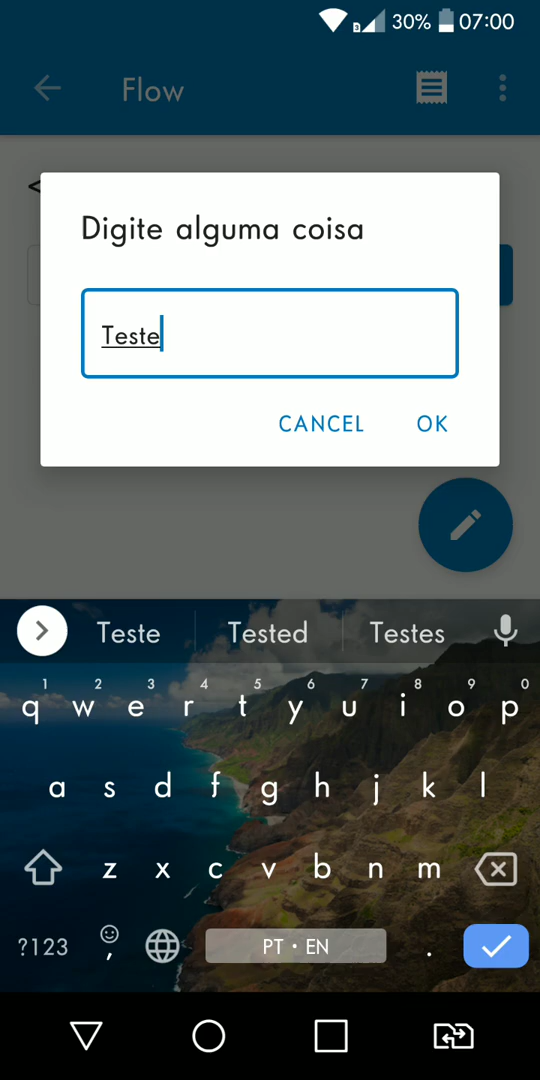 3 30% 07:00
Flow
<
Digite alguma coisa
Teste
CANCEL OK
Teste Tested Testes
1 2 3 4 5 6 7 8 9 0
q w e r t y u i o p
a s d f g h j k l
z x c v b n m
?123 , PT • EN .